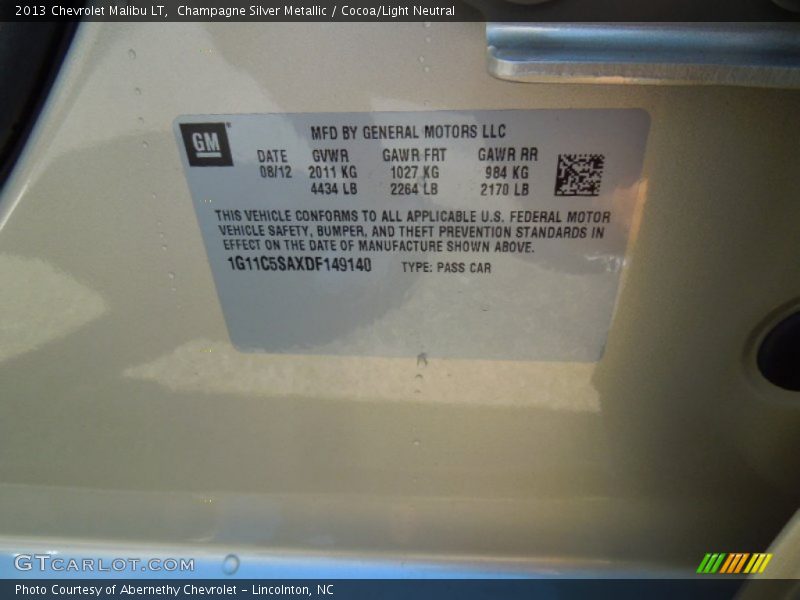 2013 Chevrolet Malibu LT, Champagne Silver Metallic / Cocoa/Light Neutral
GM
MFD BY GENERAL MOTORS LLC
DATE GVWR GAWR FRT GAWR RR
08/12 2011 KG 1027 KG 984 KG
4434 LB 2264 LB 2170 LB
THIS VEHICLE CONFORMS TO ALL APPLICABLE U.S. FEDERAL MOTOR
VEHICLE SAFETY, BUMPER, AND THEFT PREVENTION STANDARDS IN
EFFECT ON THE DATE OF MANUFACTURE SHOWN ABOVE.
1G11C5SAXDF149140 TYPE: PASS CAR
GTCARLOT.COM
Photo Courtesy of Abernethy Chevrolet - Lincolnton, NC